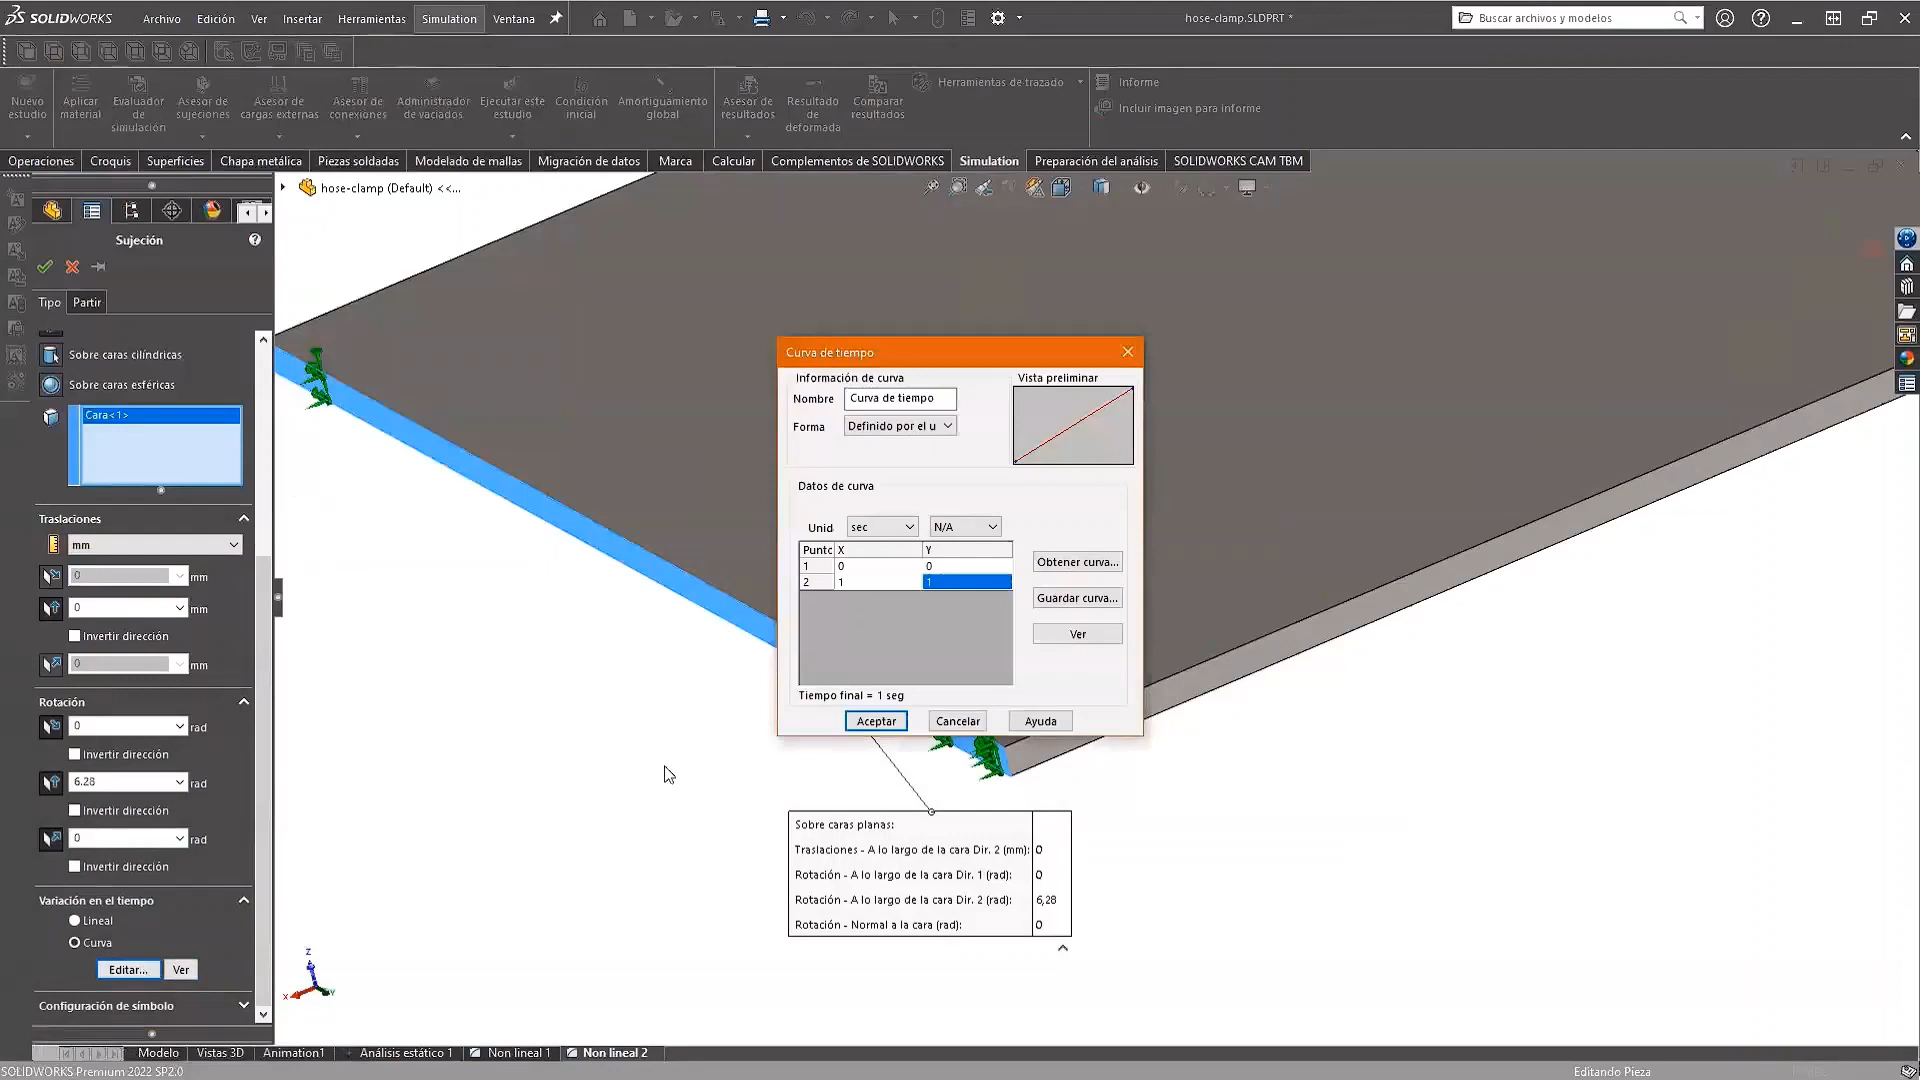 SOLIDWORKS Archivo Edición Ver Insertar Herramientas Simulation Ventana hose-clamp.SLDPRT * Buscar archivos y modelos
Nuevo estudio
Aplicar material
Evaluador de simulación
Asesor de sujeciones
Asesor de cargas externas
Asesor de conexiones
Administrador de vaciados
Ejecutar este estudio
Condición inicial
Amortiguamiento global
Asesor de resultados
Resultado de deformada
Comparar resultados
Herramientas de trazado
Informe
Incluir imagen para informe
Operaciones Croquis Superficies Chapa metálica Piezas soldadas Modelado de mallas Migración de datos Marca Calcular Complementos de SOLIDWORKS Simulation Preparación del análisis SOLIDWORKS CAM TBM
hose-clamp (Default) <<...
Sujeción
Tipo Partir
Sobre caras cilíndricas
Sobre caras esféricas
Cara<1>
Traslaciones
mm
0 mm
0 mm
Invertir dirección
0 mm
Rotación
0 rad
Invertir dirección
6.28 rad
Invertir dirección
0 rad
Invertir dirección
Variación en el tiempo
Lineal
Curva
Editar... Ver
Configuración de símbolo
Curva de tiempo
Información de curva
Nombre Curva de tiempo
Forma Definido por el u
Vista preliminar
Datos de curva
Unid sec N/A
Puntc X Y
1 0 0
2 1 1
Obtener curva...
Guardar curva...
Ver
Tiempo final = 1 seg
Aceptar Cancelar Ayuda
Sobre caras planas:
Traslaciones - A lo largo de la cara Dir. 2 (mm): 0
Rotación - A lo largo de la cara Dir. 1 (rad): 0
Rotación - A lo largo de la cara Dir. 2 (rad): 6,28
Rotación - Normal a la cara (rad): 0
Z
X
Y
Modelo Vistas 3D Animation1 Análisis estático 1 Non lineal 1 Non lineal 2
SOLIDWORKS Premium 2022 SP2.0 Editando Pieza